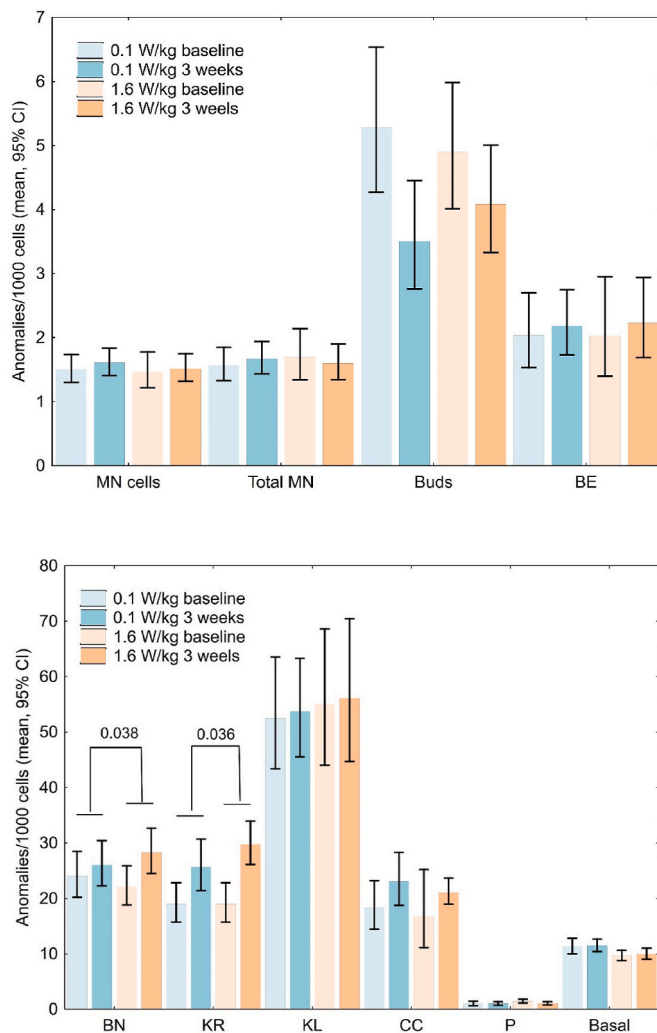 7
6
5
4
3
2
1
0
Anomalies/1000 cells (mean, 95% CI)
0.1 W/kg baseline
0.1 W/kg 3 weeks
1.6 W/kg baseline
1.6 W/kg 3 weels
MN cells Total MN Buds BE
80
70
60
50
40
30
20
10
0
Anomalies/1000 cells (mean, 95% CI)
0.1 W/kg baseline
0.1 W/kg 3 weeks
1.6 W/kg baseline
1.6 W/kg 3 weels
0.038 0.036
BN KR KL CC P Basal